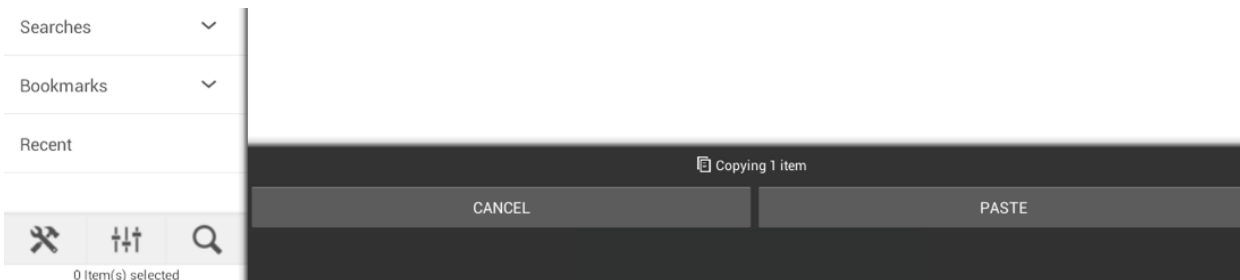 Searches
Bookmarks
Recent
0 Item(s) selected
Copying 1 item
CANCEL PASTE